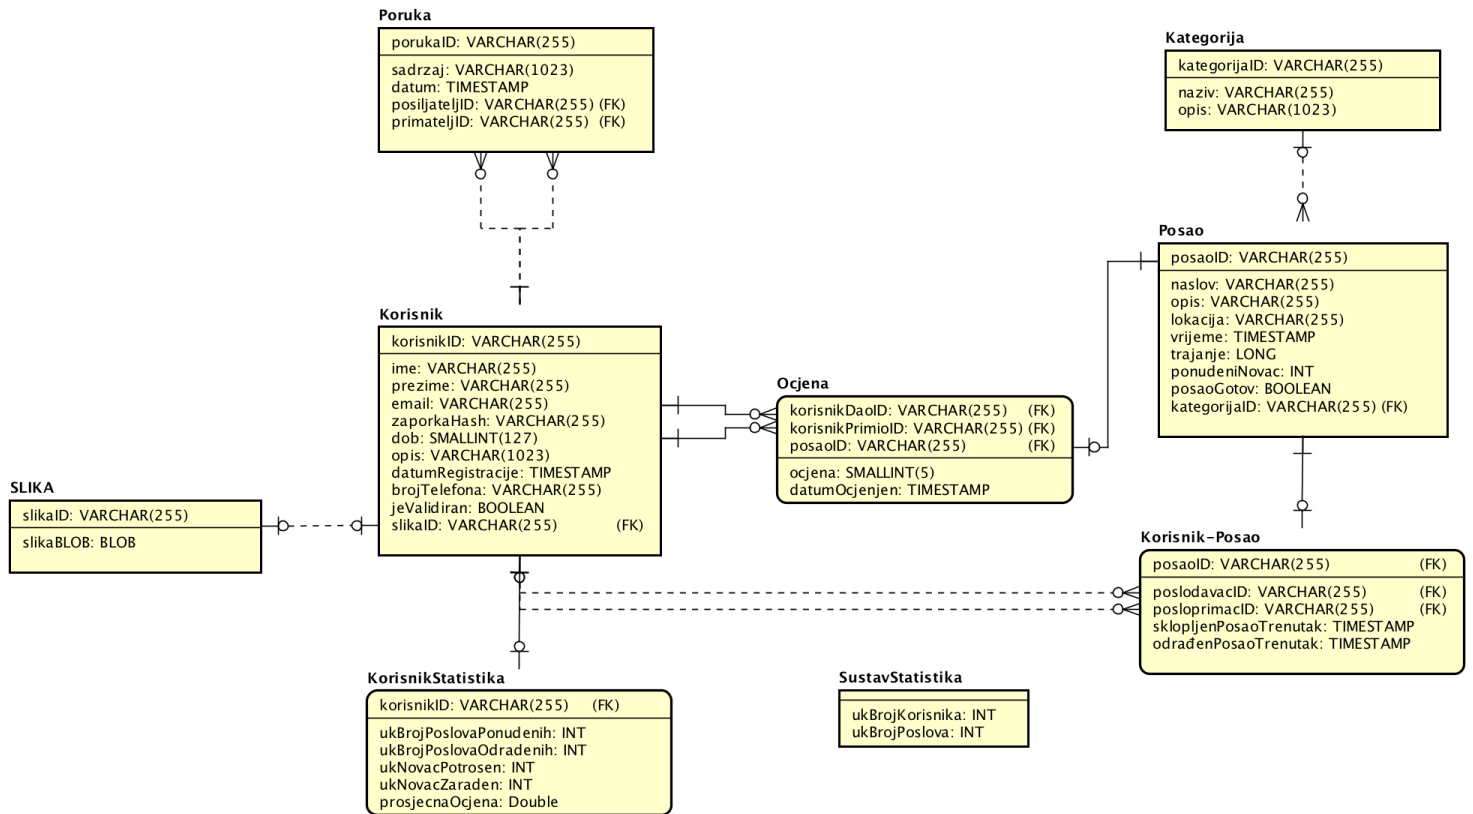 Poruka
porukaID: VARCHAR(255)
sadrzaj: VARCHAR(1023)
datum: TIMESTAMP
posiljateljID: VARCHAR(255) (FK)
primateljID: VARCHAR(255) (FK)
Kategorija
kategorijaID: VARCHAR(255)
naziv: VARCHAR(255)
opis: VARCHAR(1023)
Posao
posaoID: VARCHAR(255)
naslov: VARCHAR(255)
opis: VARCHAR(255)
lokacija: VARCHAR(255)
vrijeme: TIMESTAMP
trajanje: LONG
ponudeniNovac: INT
posaoGotov: BOOLEAN
kategorijaID: VARCHAR(255) (FK)
Korisnik
korisnikID: VARCHAR(255)
ime: VARCHAR(255)
prezime: VARCHAR(255)
email: VARCHAR(255)
zaporkaHash: VARCHAR(255)
dob: SMALLINT(127)
opis: VARCHAR(1023)
datumRegistracije: TIMESTAMP
brojTelefona: VARCHAR(255)
jeValidiran: BOOLEAN
slikaID: VARCHAR(255) (FK)
Ocjena
korisnikDaoID: VARCHAR(255) (FK)
korisnikPrimioID: VARCHAR(255) (FK)
posaoID: VARCHAR(255) (FK)
ocjena: SMALLINT(5)
datumOcjenjen: TIMESTAMP
SLIKA
slikaID: VARCHAR(255)
slikaBLOB: BLOB
Korisnik-Posao
posaoID: VARCHAR(255) (FK)
poslodavacID: VARCHAR(255) (FK)
posloprimacID: VARCHAR(255) (FK)
sklopljenPosaoTrenutak: TIMESTAMP
odrađenPosaoTrenutak: TIMESTAMP
KorisnikStatistika
korisnikID: VARCHAR(255) (FK)
ukBrojPoslovaPonudenih: INT
ukBrojPoslovaOdradenih: INT
ukNovacPotrosen: INT
ukNovacZaraden: INT
prosjecnaOcjena: Double
SustavStatistika
ukBrojKorisnika: INT
ukBrojPoslova: INT